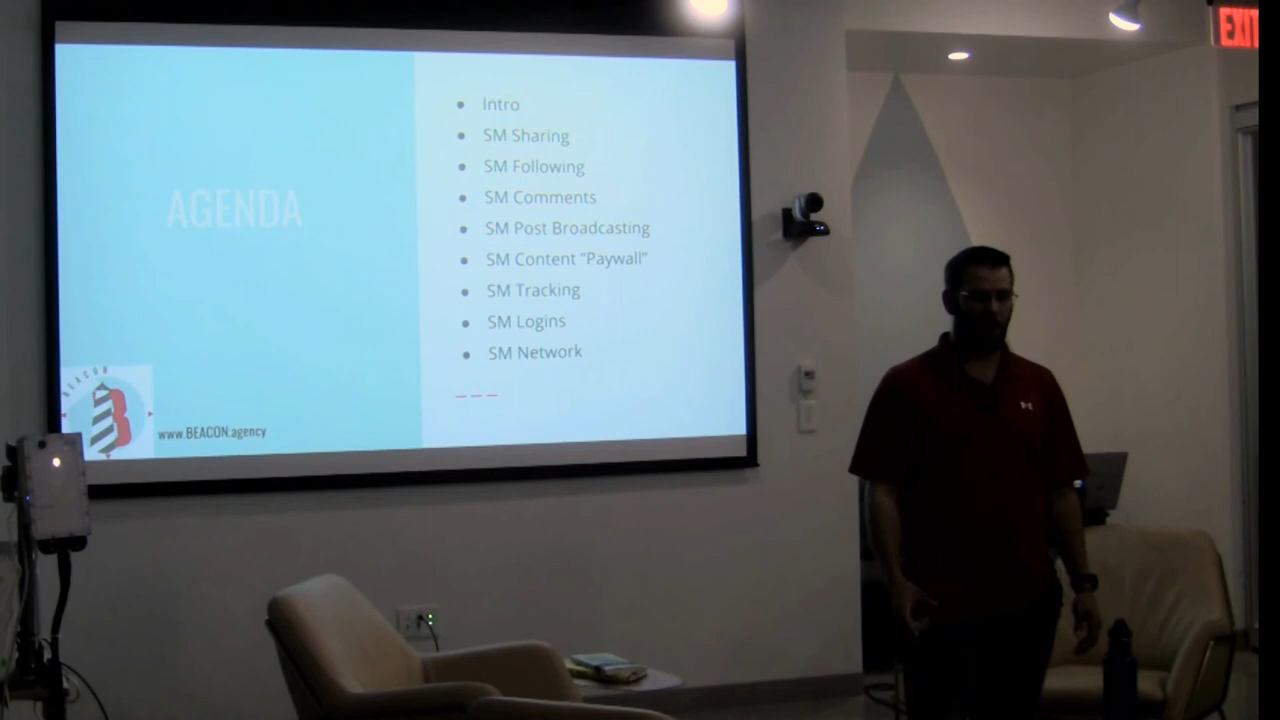 AGENDA
Intro
SM Sharing
SM Following
SM Comments
SM Post Broadcasting
SM Content “Paywall”
SM Tracking
SM Logins
SM Network
BEACON
B
www.BEACON.agency
EXIT